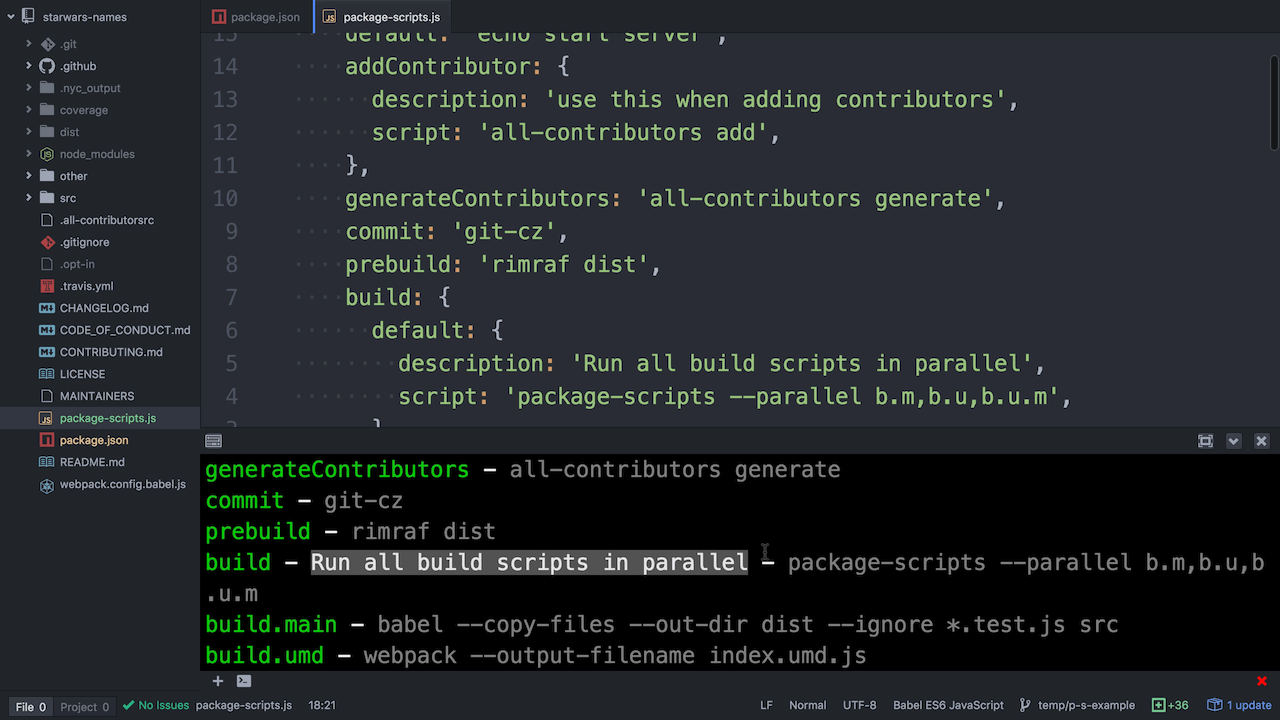 starwars-names
package.json
package-scripts.js
.git
.github
.nyc_output
coverage
dist
node_modules
other
src
.all-contributorsrc
.gitignore
.opt-in
.travis.yml
CHANGELOG.md
CODE_OF_CONDUCT.md
CONTRIBUTING.md
LICENSE
MAINTAINERS
package-scripts.js
package.json
README.md
webpack.config.babel.js
15 default: 'echo start server',
14 addContributor: {
13 description: 'use this when adding contributors',
12 script: 'all-contributors add',
11 },
10 generateContributors: 'all-contributors generate',
9 commit: 'git-cz',
8 prebuild: 'rimraf dist',
7 build: {
6 default: {
5 description: 'Run all build scripts in parallel',
4 script: 'package-scripts --parallel b.m,b.u,b.u.m',
3 }
generateContributors - all-contributors generate
commit - git-cz
prebuild - rimraf dist
build - Run all build scripts in parallel - package-scripts --parallel b.m,b.u,b
.u.m
build.main - babel --copy-files --out-dir dist --ignore *.test.js src
build.umd - webpack --output-filename index.umd.js
File 0 Project 0 No Issues package-scripts.js 18:21 LF Normal UTF-8 Babel ES6 JavaScript temp/p-s-example +36 1 update